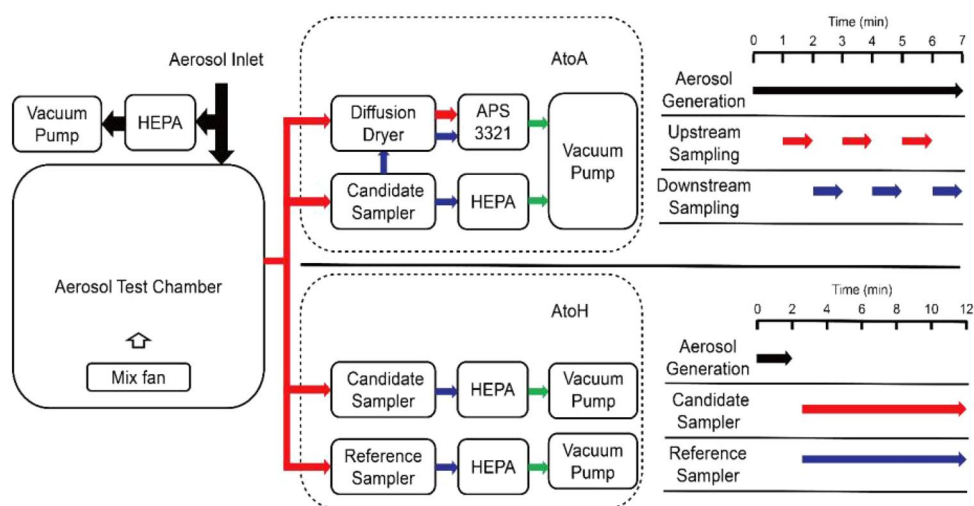 Aerosol Inlet
Vacuum
Pump
HEPA
Aerosol Test Chamber
Mix fan
AtoA
Diffusion
Dryer
APS
3321
Vacuum
Pump
Candidate
Sampler
HEPA
Time (min)
0 1 2 3 4 5 6 7
Aerosol
Generation
Upstream
Sampling
Downstream
Sampling
AtoH
Candidate
Sampler
HEPA
Vacuum
Pump
Reference
Sampler
HEPA
Vacuum
Pump
Time (min)
0 2 4 6 8 10 12
Aerosol
Generation
Candidate
Sampler
Reference
Sampler